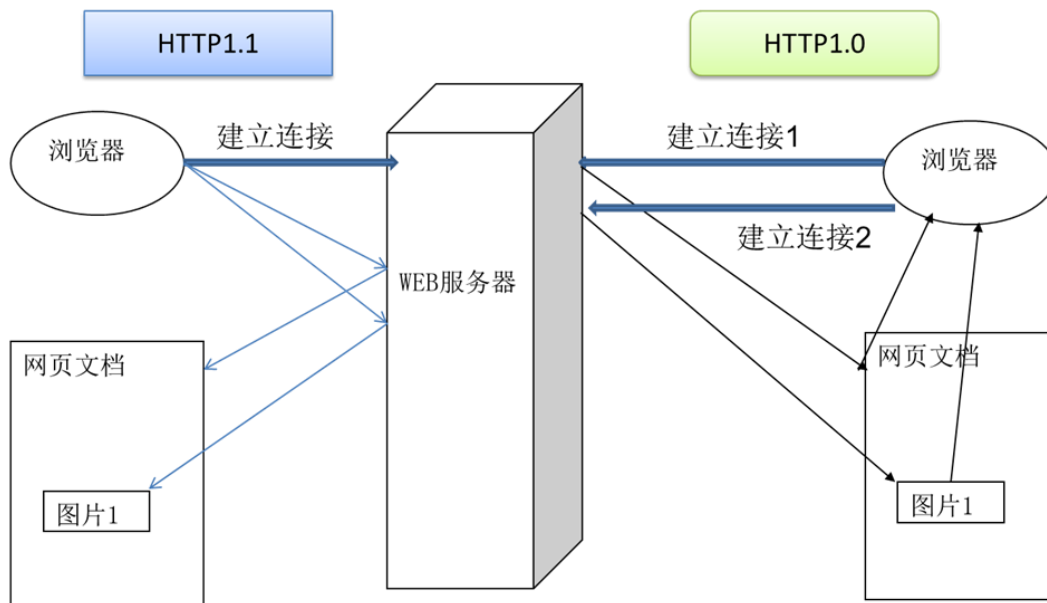 HTTP1.1
HTTP1.0
浏览器
建立连接
建立连接1
浏览器
建立连接2
WEB服务器
网页文档
网页文档
图片1
图片1